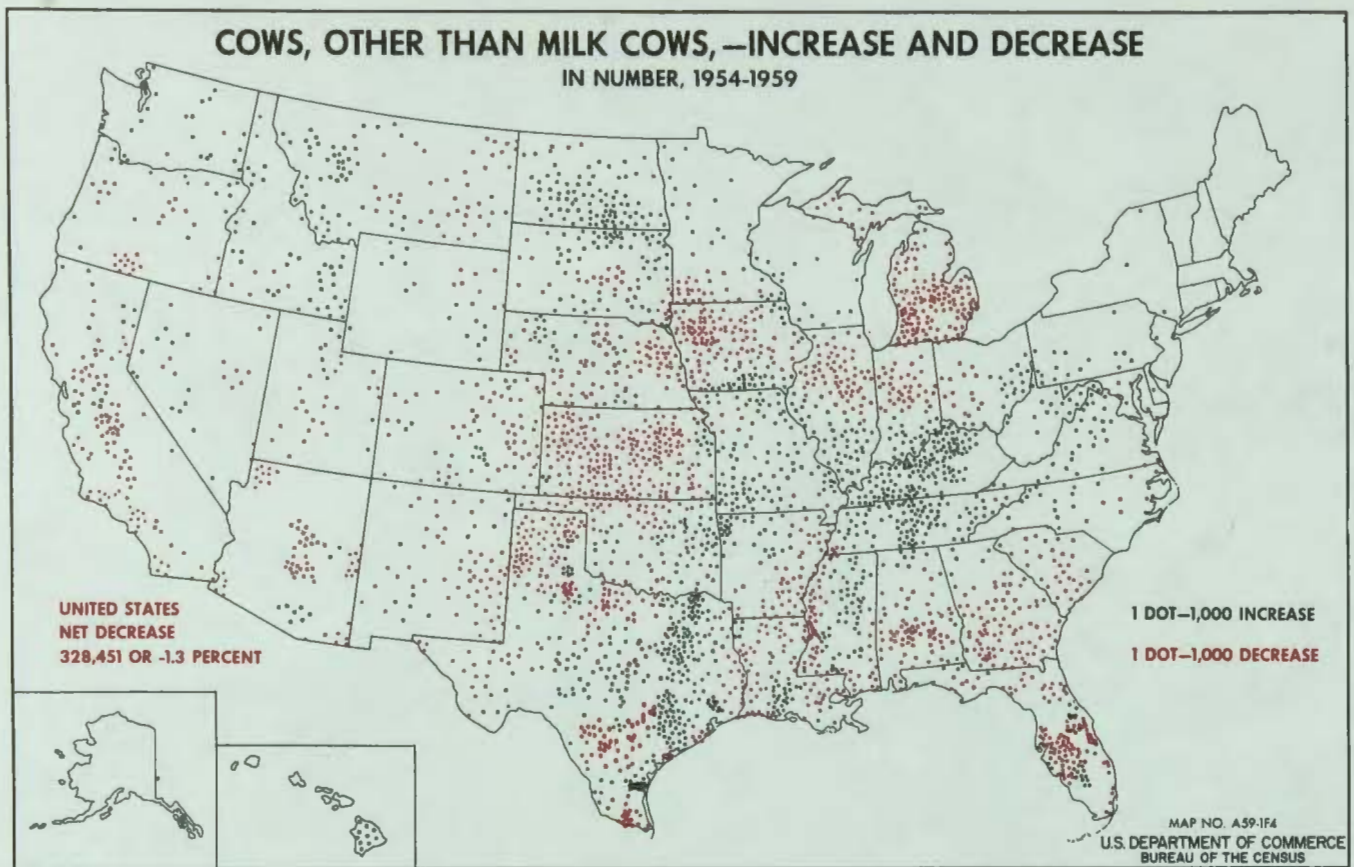 COWS, OTHER THAN MILK COWS,—INCREASE AND DECREASE
IN NUMBER, 1954-1959
UNITED STATES
NET DECREASE
328,451 OR -1.3 PERCENT
1 DOT—1,000 INCREASE
1 DOT—1,000 DECREASE
MAP NO. A59-1F4
U.S. DEPARTMENT OF COMMERCE
BUREAU OF THE CENSUS